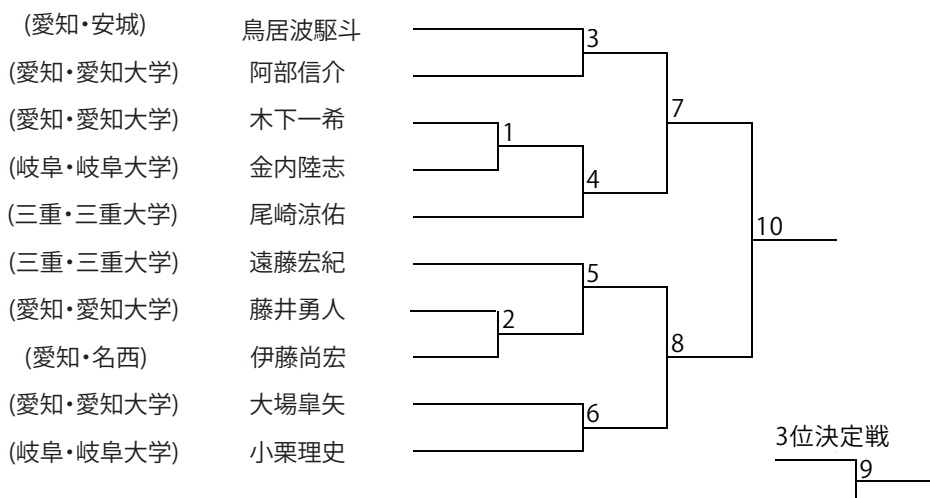 (愛知・安城) 鳥居波駆斗
3
(愛知・愛知大学) 阿部信介
7
(愛知・愛知大学) 木下一希
1
(岐阜・岐阜大学) 金内陸志
4
(三重・三重大学) 尾崎涼佑
10
(三重・三重大学) 遠藤宏紀
5
(愛知・愛知大学) 藤井勇人
2
8
(愛知・名西) 伊藤尚宏
(愛知・愛知大学) 大場皐矢
6
3位決定戦
(岐阜・岐阜大学) 小栗理史
9